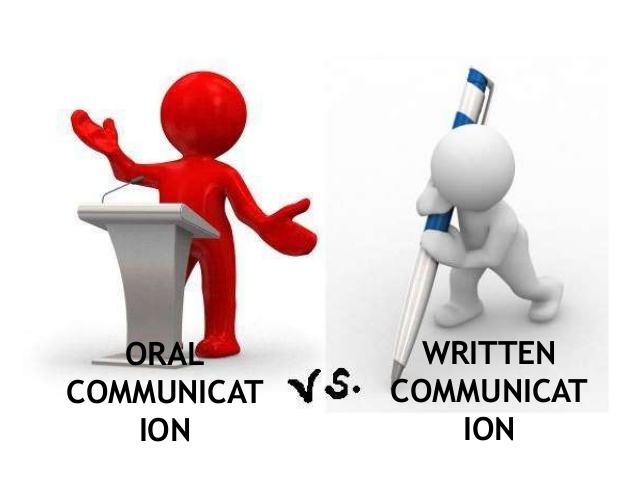 ORAL
COMMUNICAT
ION
vs.
WRITTEN
COMMUNICAT
ION